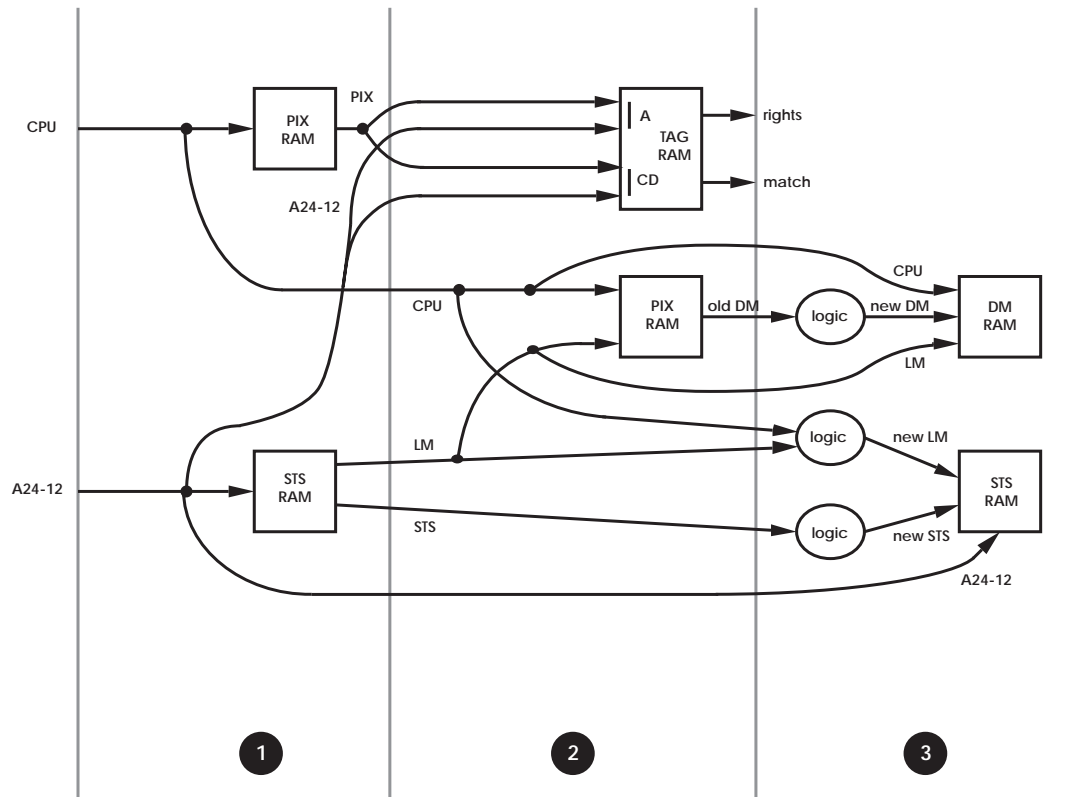 PIX
CPU
PIX
RAM
A
TAG
RAM
CD
rights
match
A24-12
CPU
PIX
RAM
old DM
logic
new DM
CPU
DM
RAM
LM
LM
logic
new LM
A24-12
STS
RAM
STS
logic
new STS
STS
RAM
A24-12
1
2
3